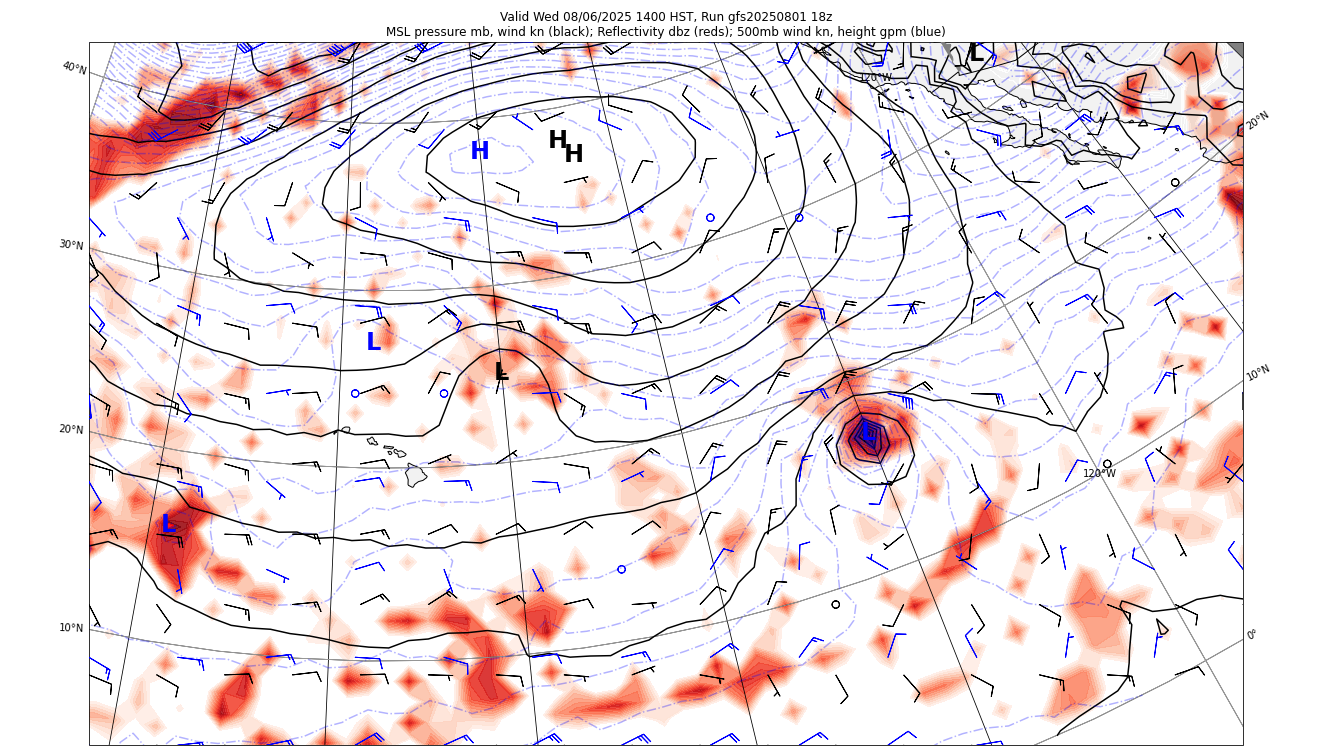 Valid Wed 08/06/2025 1400 HST, Run gfs20250801 18z
MSL pressure mb, wind kn (black); Reflectivity dbz (reds); 500mb wind kn, height gpm (blue)
L
40°N
120°W
20°N
H
H
H
30°N
L
L
10°N
20°N
L
120°W
L
10°N
0°